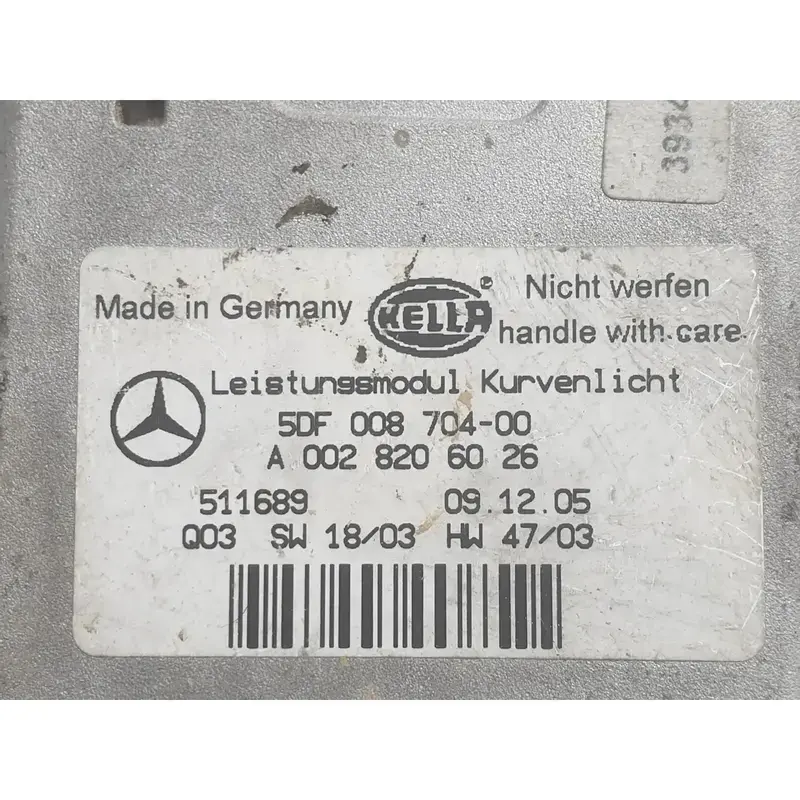 3934
Made in Germany HELLA® Nicht werfen
handle with care
Leistungsmodul Kurvenlicht
5DF 008 704-00
A 002 820 60 26
511689 09.12.05
Q03 SW 18/03 HW 47/03